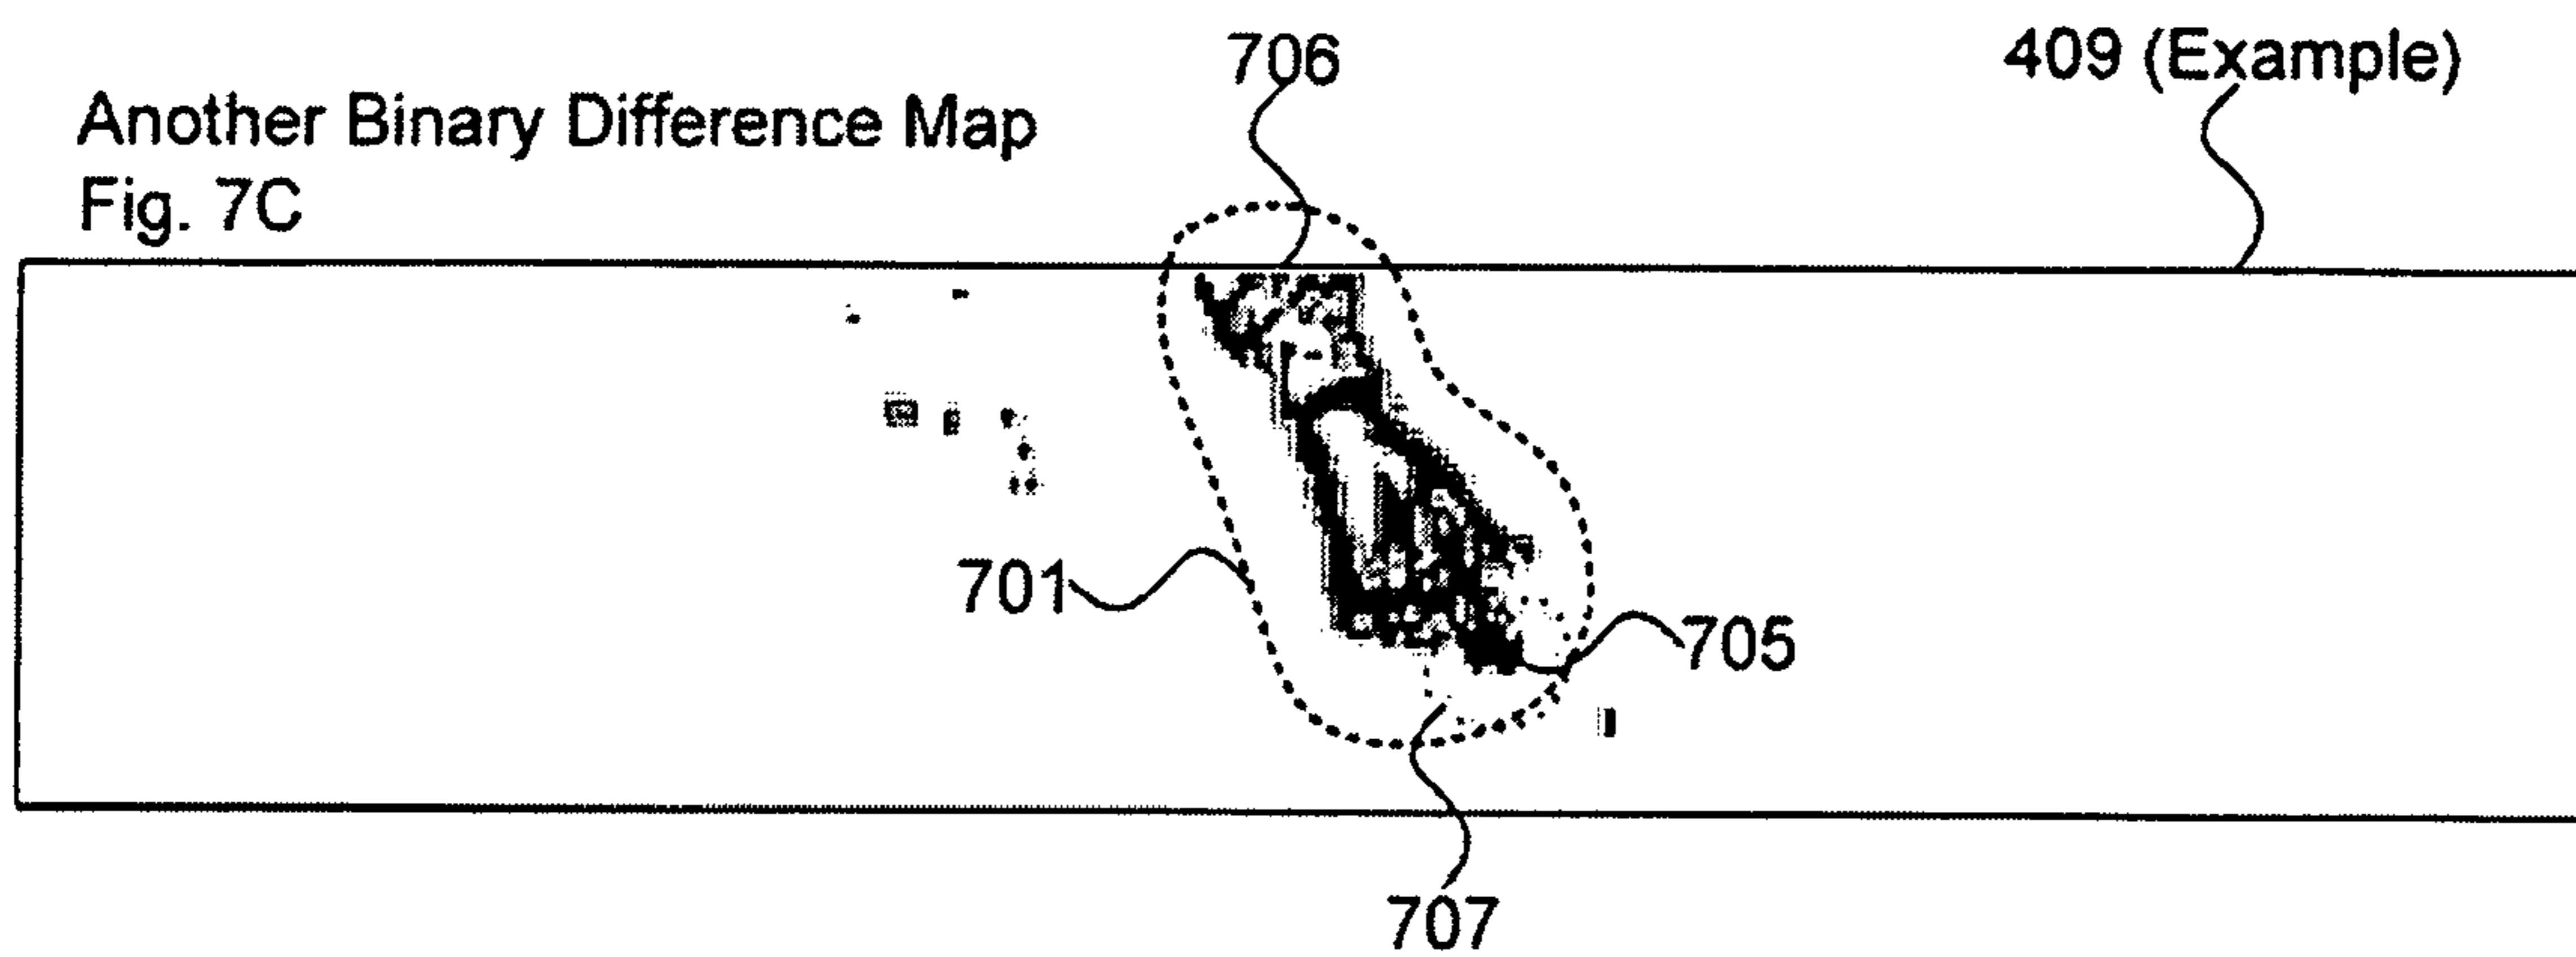 706
409 (Example)
Another Binary Difference Map
Fig. 7C
701
705
707